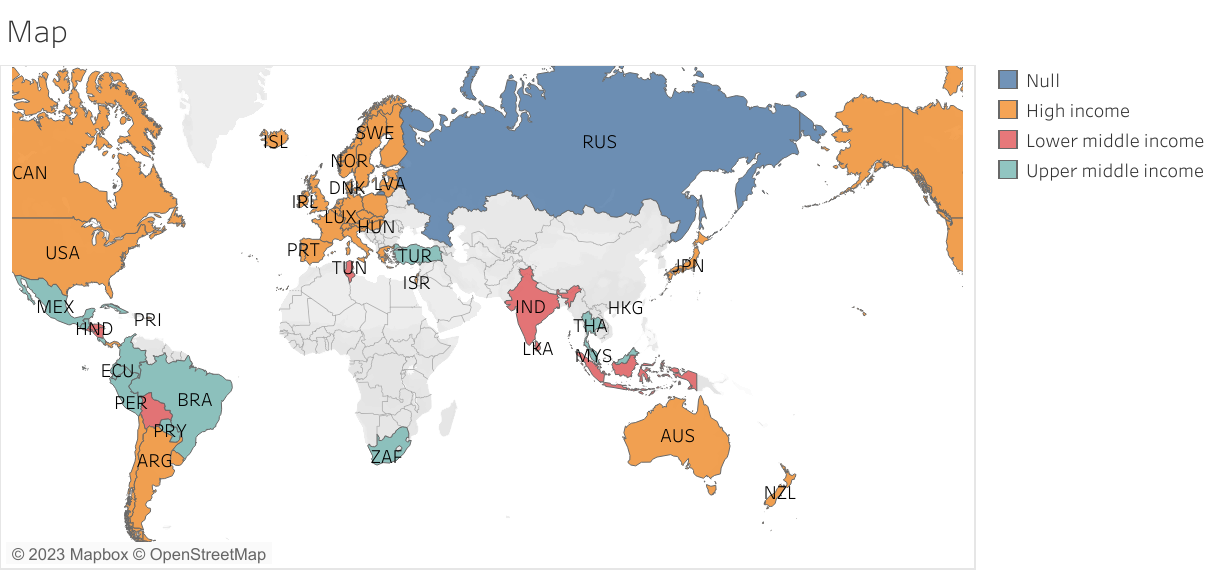 Map
Null
High income
Lower middle income
Upper middle income
RUS
ISL
SWE
NOR
CAN
DNK
LVA
IRL
LUX
HUN
PRT
USA
TUR
JPN
TUN
ISR
MEX
IND
HKG
PRI
HND
THA
LKA
MYS
ECU
PER
BRA
PRY
AUS
ARG
ZAF
NZL
© 2023 Mapbox © OpenStreetMap